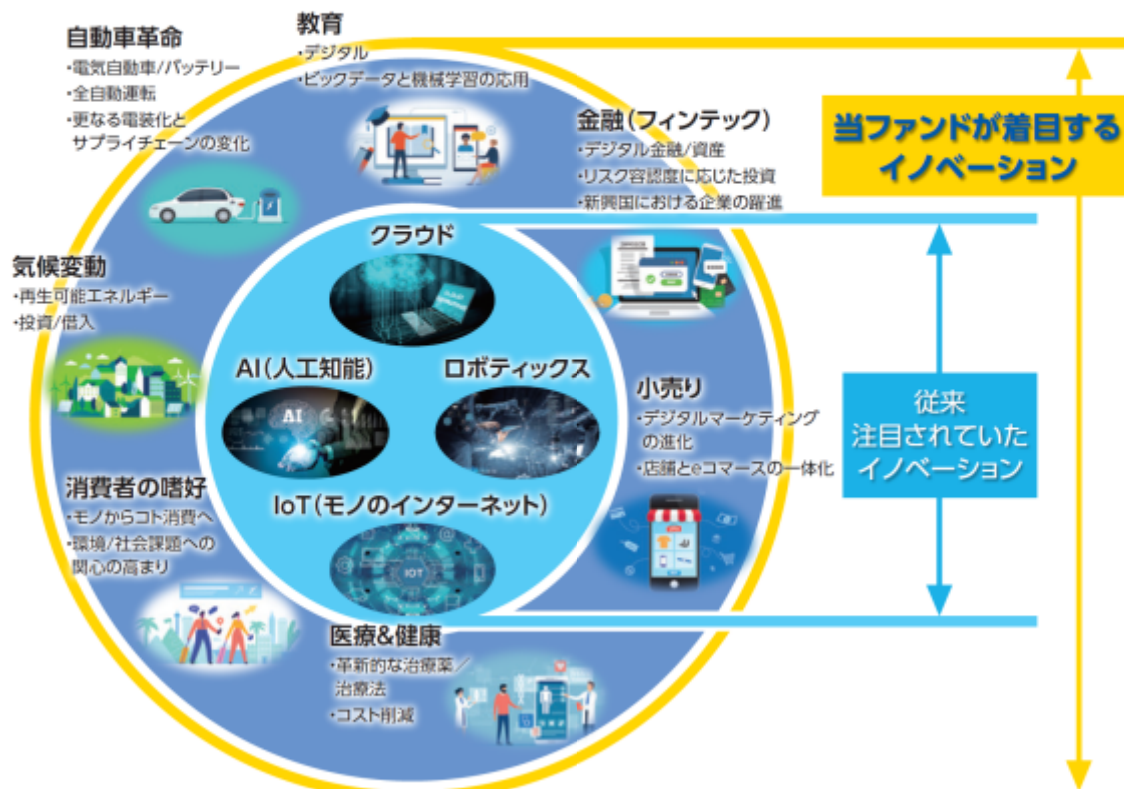 自動車革命
・電気自動車/バッテリー
・全自動運転
・更なる電装化と
サプライチェーンの変化
教育
・デジタル
・ビックデータと機械学習の応用
金融（フィンテック）
・デジタル金融/資産
・リスク容認度に応じた投資
・新興国における企業の躍進
当ファンドが着目する
イノベーション
クラウド
気候変動
・再生可能エネルギー
・投資/借入
AI（人工知能）
AI
ロボティックス
小売り
・デジタルマーケティング
の進化
・店舗とeコマースの一体化
従来
注目されていた
イノベーション
消費者の嗜好
・モノからコト消費へ
・環境/社会課題への
関心の高まり
IoT（モノのインターネット）
IOT
医療&健康
・革新的な治療薬／
治療法
・コスト削減